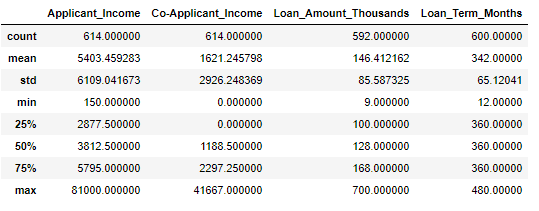 Applicant_Income Co-Applicant_Income Loan_Amount_Thousands Loan_Term_Months
count 614.000000 614.000000 592.000000 600.00000
mean 5403.459283 1621.245798 146.412162 342.00000
std 6109.041673 2926.248369 85.587325 65.12041
min 150.000000 0.000000 9.000000 12.00000
25% 2877.500000 0.000000 100.000000 360.00000
50% 3812.500000 1188.500000 128.000000 360.00000
75% 5795.000000 2297.250000 168.000000 360.00000
max 81000.000000 41667.000000 700.000000 480.00000